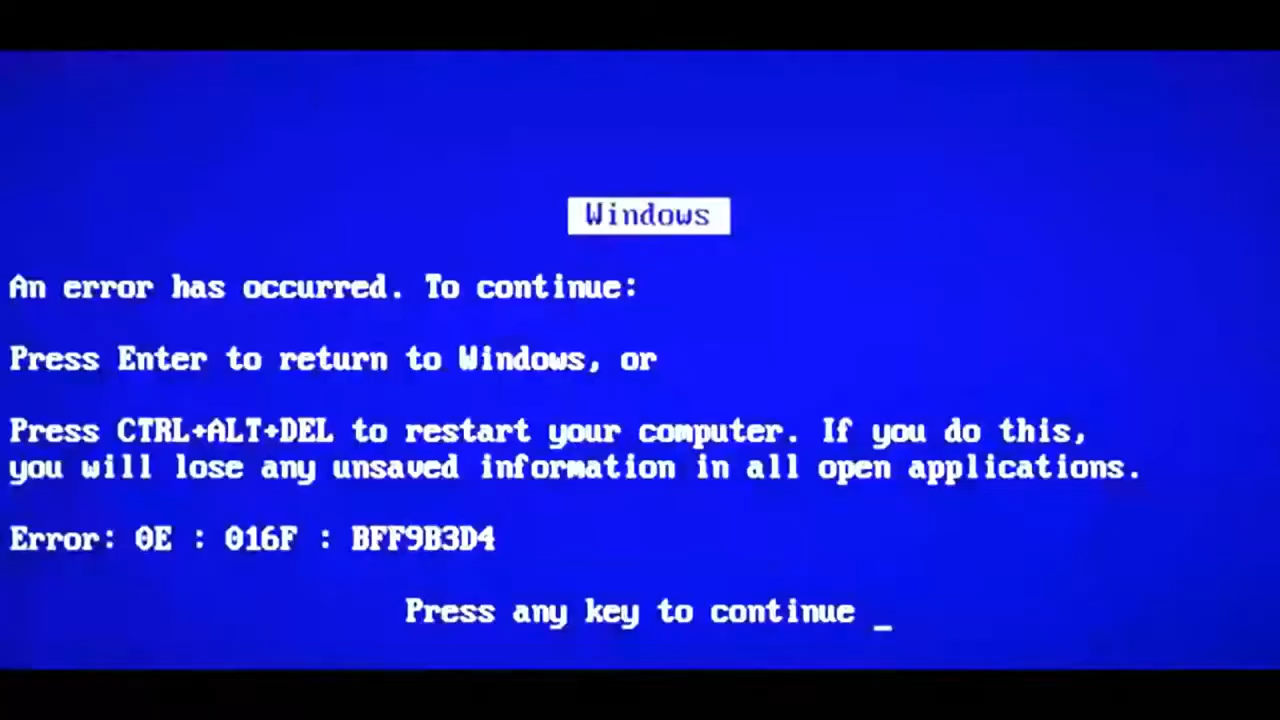 Windows
An error has occurred. To continue:
Press Enter to return to Windows, or
Press CTRL+ALT+DEL to restart your computer. If you do this,
you will lose any unsaved information in all open applications.
Error: 0E : 016F : BFF9B3D4
Press any key to continue _